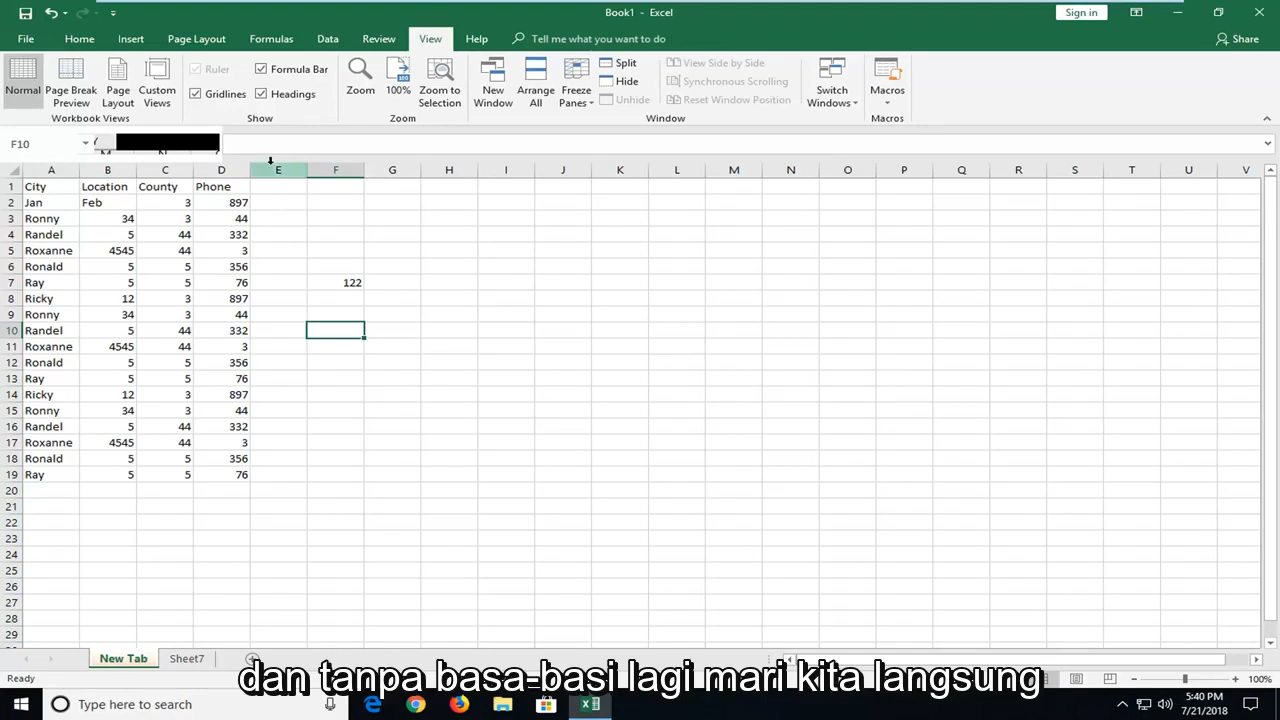 Book1 - Excel
Sign in
File Home Insert Page Layout Formulas Data Review View Help Tell me what you want to do Share
Normal Page Break Preview Page Layout Custom Views
Workbook Views
Ruler Formula Bar
Gridlines Headings
Show
Zoom 100% Zoom to Selection
Zoom
New Window Arrange All Freeze Panes
Split
Hide
Unhide
View Side by Side
Synchronous Scrolling
Reset Window Position
Window
Switch Windows
Macros
Macros
F10
A B C D E F G H I J K L M N O P Q R S T U V
1 City Location County Phone
2 Jan Feb 3 897
3 Ronny 34 3 44
4 Randel 5 44 332
5 Roxanne 4545 44 3
6 Ronald 5 5 356
7 Ray 5 5 76 122
8 Ricky 12 3 897
9 Ronny 34 3 44
10 Randel 5 44 332
11 Roxanne 4545 44 3
12 Ronald 5 5 356
13 Ray 5 5 76
14 Ricky 12 3 897
15 Ronny 34 3 44
16 Randel 5 44 332
17 Roxanne 4545 44 3
18 Ronald 5 5 356
19 Ray 5 5 76
20
21
22
23
24
25
26
27
28
29
New Tab Sheet7
Ready 100%
dan tanpa basa-basi lagi mari kita langsung
Type here to search
5:40 PM
7/21/2018